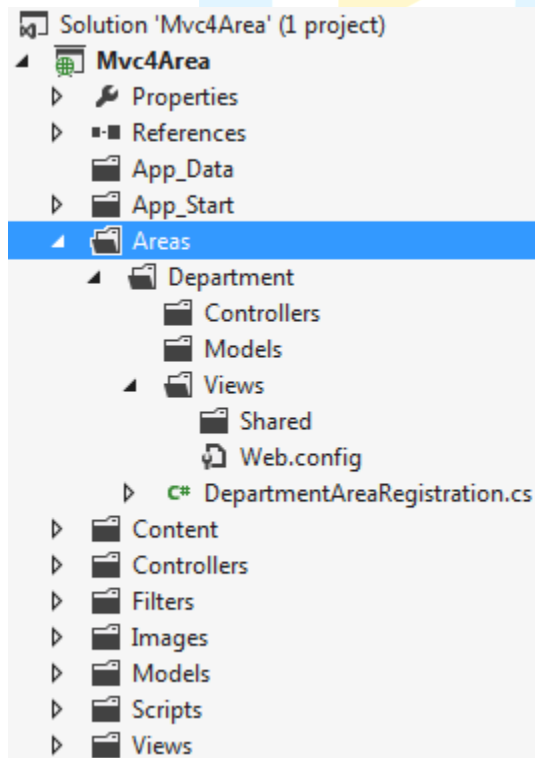 Solution 'Mvc4Area' (1 project)
Mvc4Area
Properties
References
App_Data
App_Start
Areas
Department
Controllers
Models
Views
Shared
Web.config
C# DepartmentAreaRegistration.cs
Content
Controllers
Filters
Images
Models
Scripts
Views